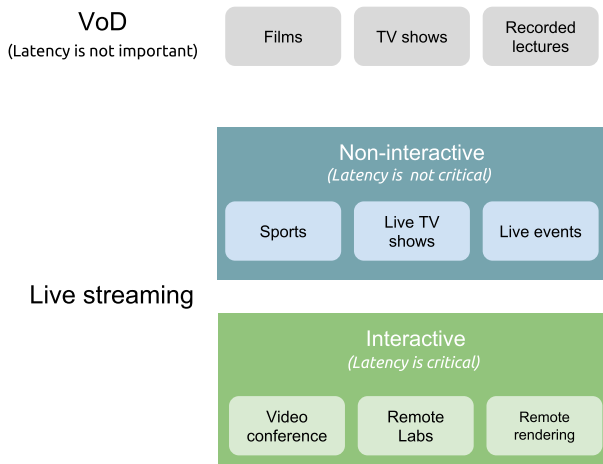 VoD
(Latency is not important)
Films
TV shows
Recorded
lectures
Non-interactive
(Latency is not critical)
Sports
Live TV
shows
Live events
Live streaming
Interactive
(Latency is critical)
Video
conference
Remote
Labs
Remote
rendering